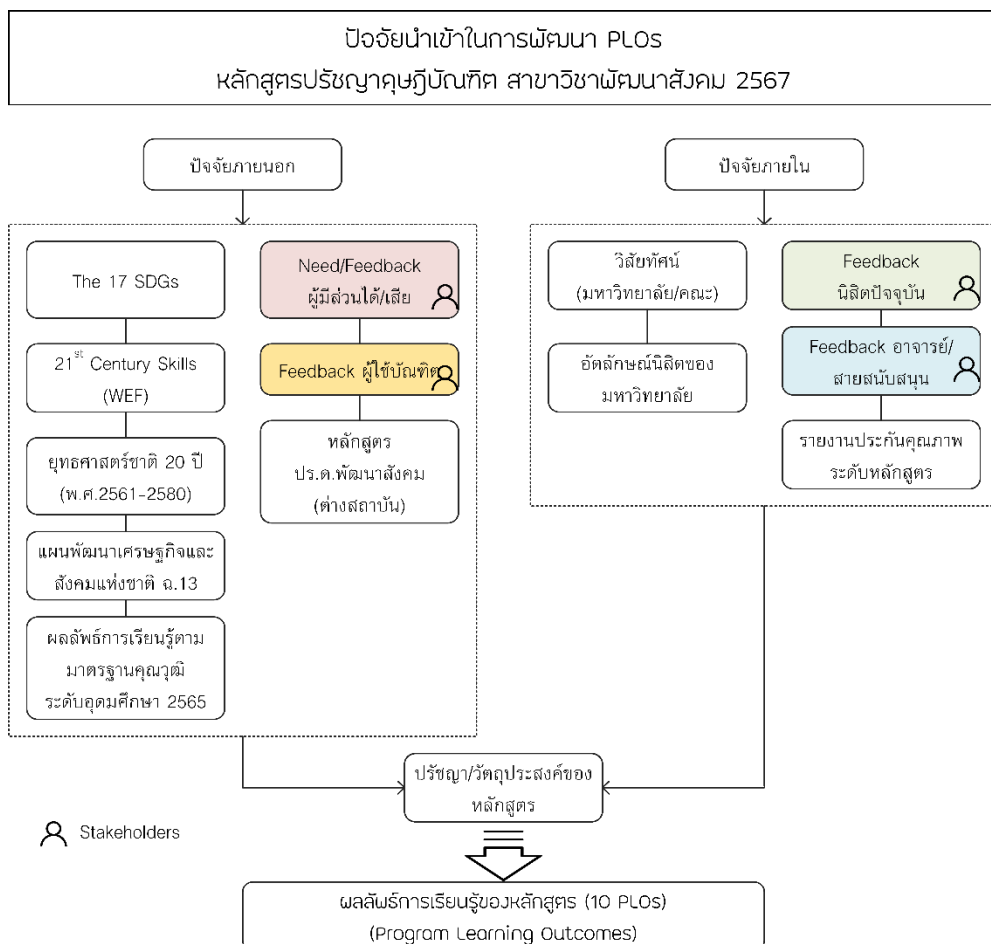 ปัจจัยนำเข้าในการพัฒนา PLOs
หลักสูตรปรัชญาดุษฎีบัณฑิต สาขาวิชาพัฒนาสังคม 2567
ปัจจัยภายนอก
The 17 SDGs
21st Century Skills
(WEF)
ยุทธศาสตร์ชาติ 20 ปี
(พ.ศ.2561-2580)
แผนพัฒนาเศรษฐกิจและ
สังคมแห่งชาติ ฉ.13
ผลลัพธ์การเรียนรู้ตาม
มาตรฐานคุณวุฒิ
ระดับอุดมศึกษา 2565
Need/Feedback
ผู้มีส่วนได้/เสีย
Feedback ผู้ใช้บัณฑิต
หลักสูตร
ปร.ด.พัฒนาสังคม
(ต่างสถาบัน)
ปัจจัยภายใน
วิสัยทัศน์
(มหาวิทยาลัย/คณะ)
อัตลักษณ์นิสิตของ
มหาวิทยาลัย
Feedback
นิสิตปัจจุบัน
Feedback อาจารย์/
สายสนับสนุน
รายงานประกันคุณภาพ
ระดับหลักสูตร
ปรัชญา/วัตถุประสงค์ของ
หลักสูตร
Stakeholders
ผลลัพธ์การเรียนรู้ของหลักสูตร (10 PLOs)
(Program Learning Outcomes)